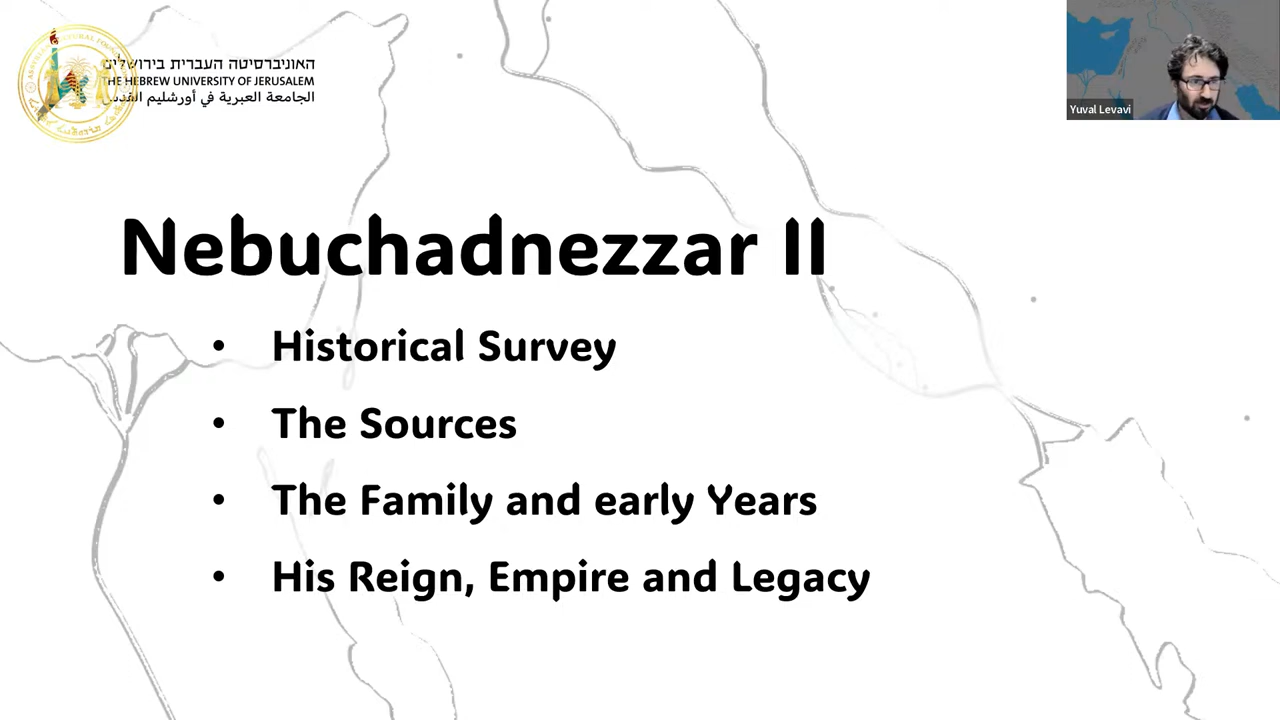 האוניברסיטה העברית בירושלים
THE HEBREW UNIVERSITY OF JERUSALEM
الجامعة العبرية في أورشليم القدس
Yuval Levavi
Nebuchadnezzar II
• Historical Survey
• The Sources
• The Family and early Years
• His Reign, Empire and Legacy